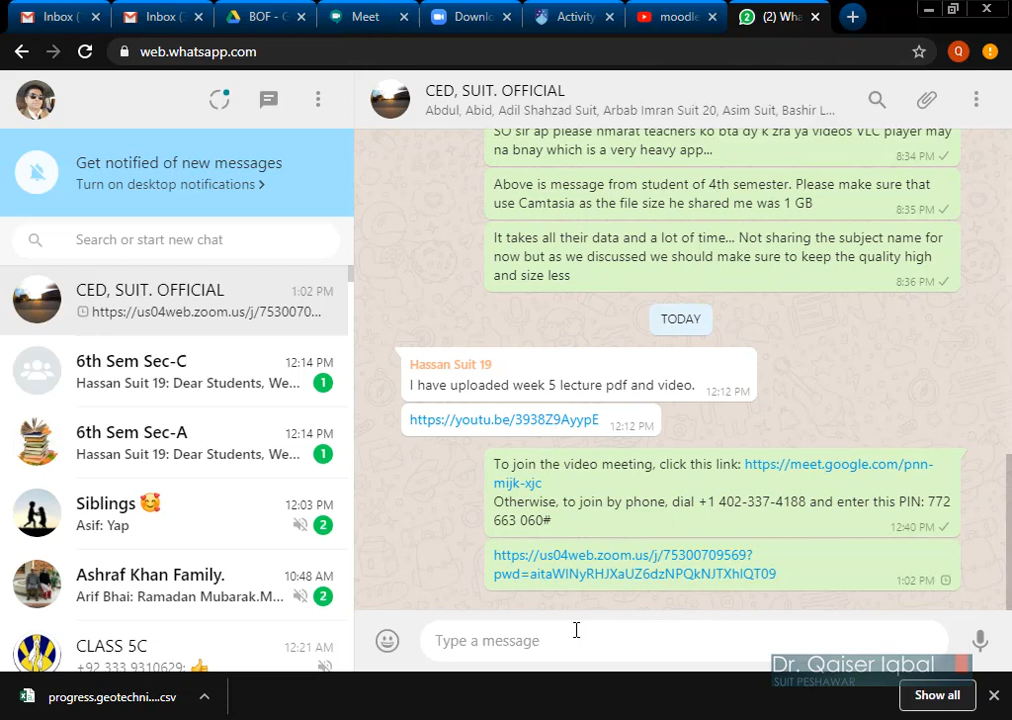 Inbox (
Inbox (
BOF - G
Meet
Downlo
Activity
moodle
(2) Wha
web.whatsapp.com
Q
CED, SUIT. OFFICIAL
Abdul, Abid, Adil Shahzad Suit, Arbab Imran Suit 20, Asim Suit, Bashir L...
Get notified of new messages
Turn on desktop notifications >
Search or start new chat
CED, SUIT. OFFICIAL
1:02 PM
https://us04web.zoom.us/j/7530070...
6th Sem Sec-C
12:14 PM
Hassan Suit 19: Dear Students, We...
1
6th Sem Sec-A
12:14 PM
Hassan Suit 19: Dear Students, We...
1
Siblings 🥰
12:03 PM
Asif: Yap
2
Ashraf Khan Family.
10:48 AM
Arif Bhai: Ramadan Mubarak.M...
2
CLASS 5C
12:21 AM
+92 333 9310629: 👍
SO sir ap please hmarat teachers ko bta dy k zra ya videos VLC player may
na bnay which is a very heavy app...
8:34 PM
Above is message from student of 4th semester. Please make sure that
use Camtasia as the file size he shared me was 1 GB
8:35 PM
It takes all their data and a lot of time... Not sharing the subject name for
now but as we discussed we should make sure to keep the quality high
and size less
8:36 PM
TODAY
Hassan Suit 19
I have uploaded week 5 lecture pdf and video.
12:12 PM
https://youtu.be/3938Z9AyypE
12:12 PM
To join the video meeting, click this link: https://meet.google.com/pnn-
mijk-xjc
Otherwise, to join by phone, dial +1 402-337-4188 and enter this PIN: 772
663 060#
12:40 PM
https://us04web.zoom.us/j/75300709569?
pwd=aitaWlNyRHJXaUZ6dzNPQkNJTXhIQT09
1:02 PM
Type a message
Dr. Qaiser Iqbal
SUIT PESHAWAR
progress.geotechni....csv
Show all